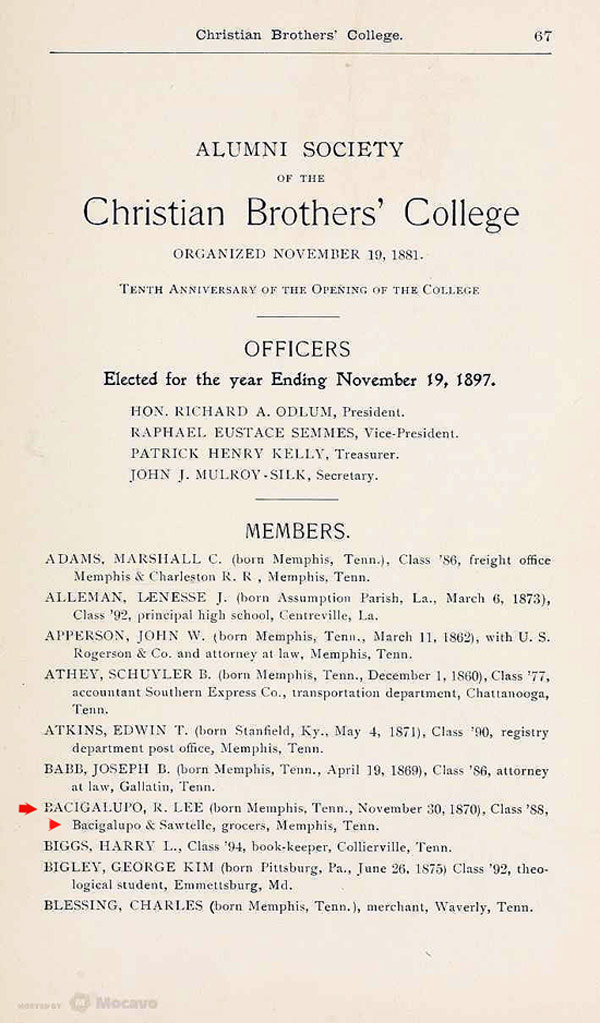 Christian Brothers' College. 67
ALUMNI SOCIETY
OF THE
Christian Brothers' College
ORGANIZED NOVEMBER 19, 1881.
TENTH ANNIVERSARY OF THE OPENING OF THE COLLEGE
OFFICERS
Elected for the year Ending November 19, 1897.
HON. RICHARD A. ODLUM, President.
RAPHAEL EUSTACE SEMMES, Vice-President.
PATRICK HENRY KELLY, Treasurer.
JOHN J. MULROY-SILK, Secretary.
MEMBERS.
ADAMS, MARSHALL C. (born Memphis, Tenn.), Class '86, freight office
Memphis & Charleston R. R , Memphis, Tenn.
ALLEMAN, LENESSE J. (born Assumption Parish, La., March 6, 1873),
Class '92, principal high school, Centreville, La.
APPERSON, JOHN W. (born Memphis, Tenn., March 11, 1862), with U. S.
Rogerson & Co. and attorney at law, Memphis, Tenn.
ATHEY, SCHUYLER B. (born Memphis, Tenn., December 1, 1860), Class '77,
accountant Southern Express Co., transportation department, Chattanooga,
Tenn.
ATKINS, EDWIN T. (born Stanfield, Ky., May 4, 1871), Class '90, registry
department post office, Memphis, Tenn.
BABB, JOSEPH B. (born Memphis, Tenn., April 19, 1869), Class '86, attorney
at law, Gallatin, Tenn.
BACIGALUPO, R. LEE (born Memphis, Tenn., November 30, 1870), Class '88,
Bacigalupo & Sawtelle, grocers, Memphis, Tenn.
BIGGS, HARRY L., Class '94, book-keeper, Collierville, Tenn.
BIGLEY, GEORGE KIM (born Pittsburg, Pa., June 26, 1875) Class '92, theo-
logical student, Emmettsburg, Md.
BLESSING, CHARLES (born Memphis, Tenn.), merchant, Waverly, Tenn.
HOSTED BY Mocavo